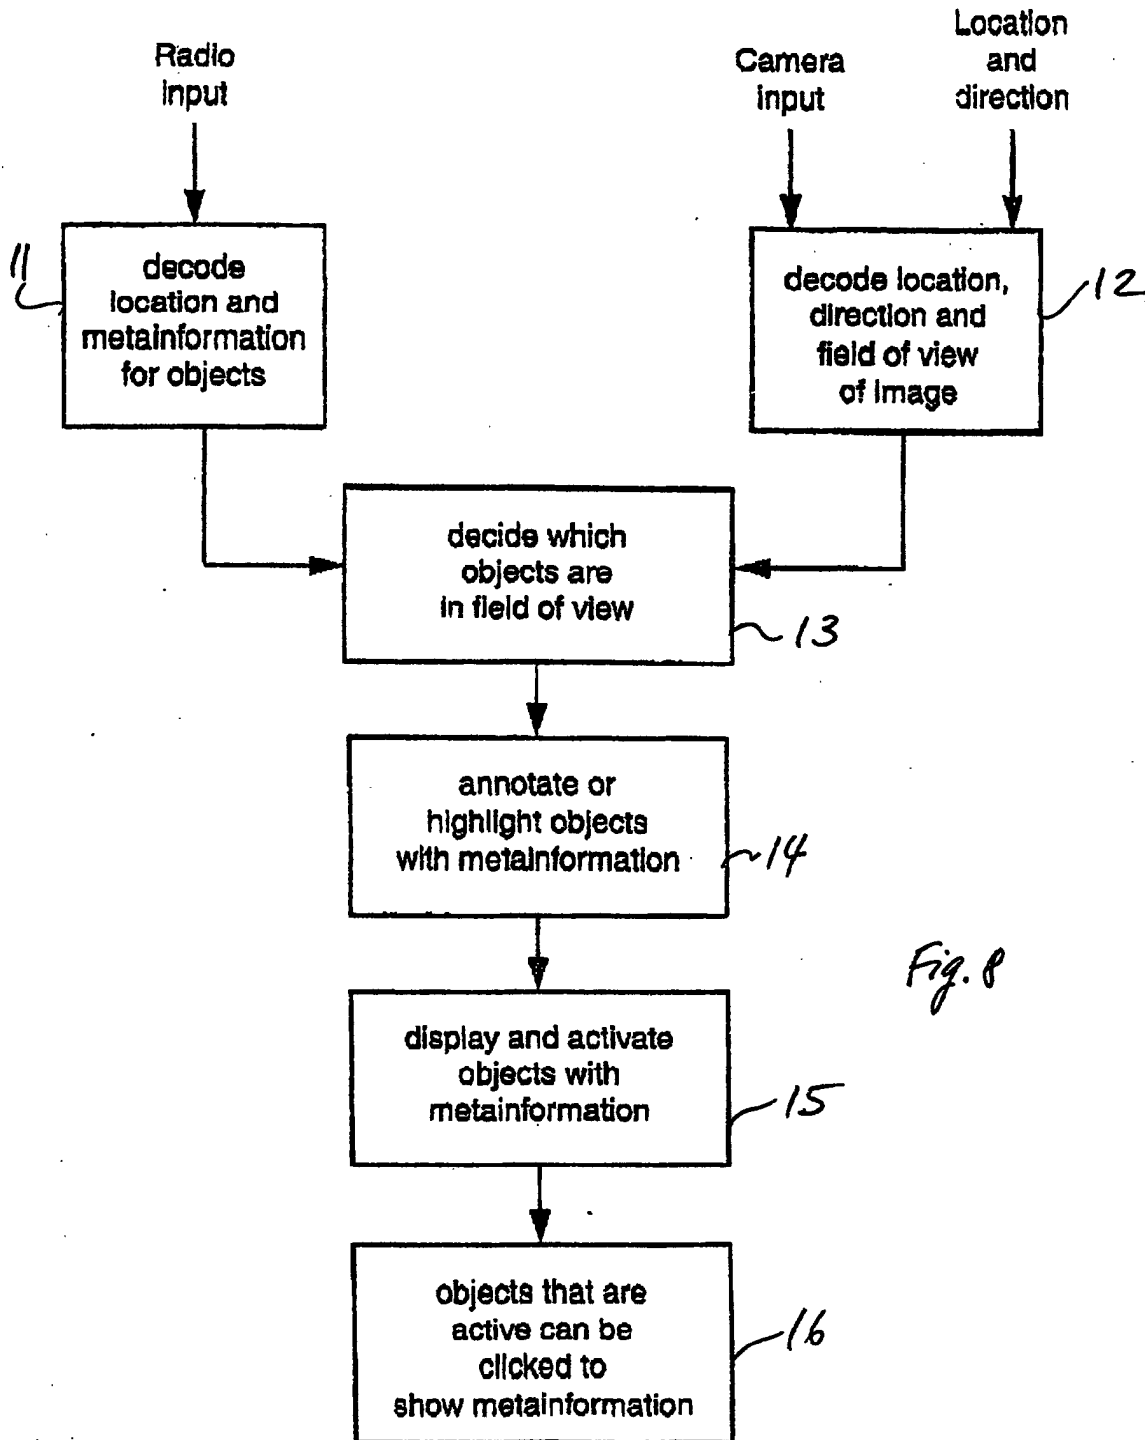 Radio
input
Camera
input
Location
and
direction
11
decode
location and
metainformation
for objects
decode location,
direction and
field of view
of image
12
decide which
objects are
in field of view
13
annotate or
highlight objects
with metainformation
14
Fig. 8
display and activate
objects with
metainformation
15
objects that are
active can be
clicked to
show metainformation
16